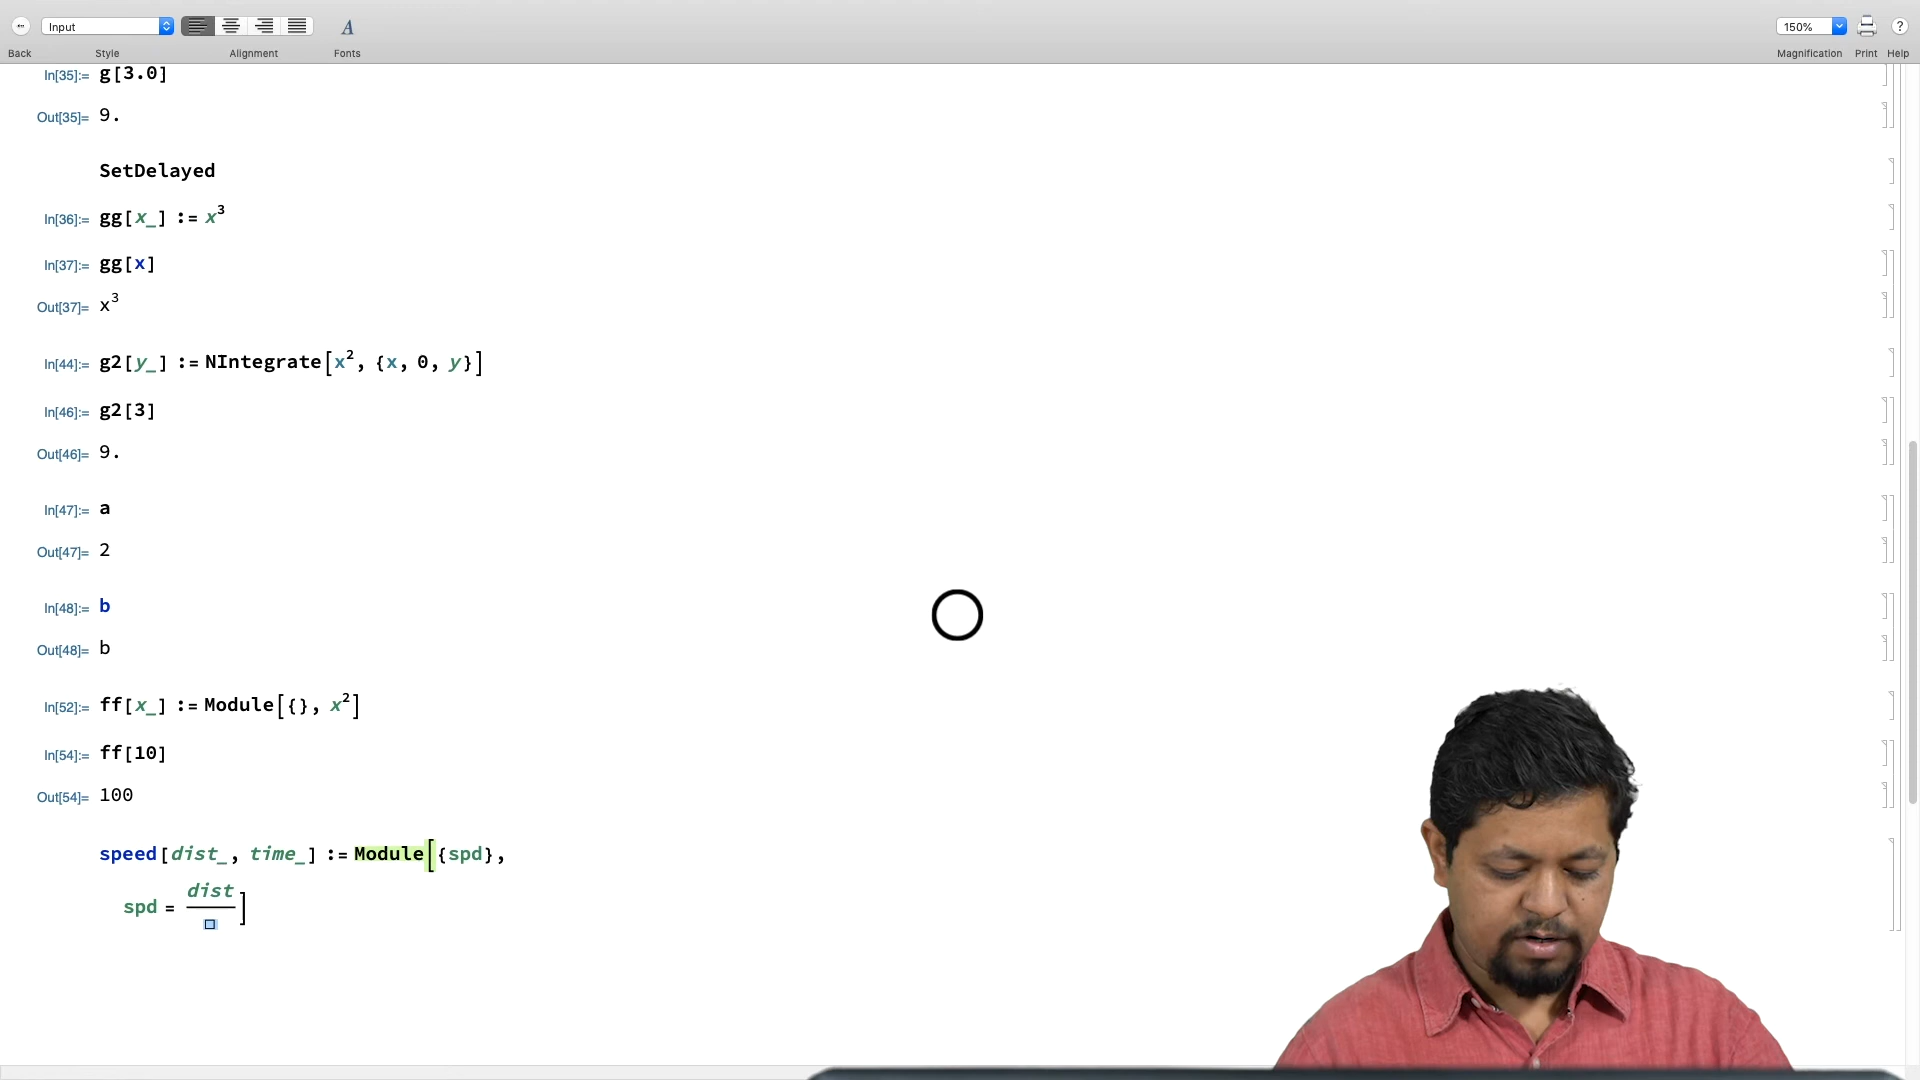 Input
150%
Back Style Alignment Fonts Magnification Print Help
In[35]:= g[3.0]
Out[35]= 9.
SetDelayed
In[36]:= gg[x_] := x³
In[37]:= gg[x]
Out[37]= x³
In[44]:= g2[y_] := NIntegrate[x², {x, 0, y}]
In[46]:= g2[3]
Out[46]= 9.
In[47]:= a
Out[47]= 2
In[48]:= b
Out[48]= b
In[52]:= ff[x_] := Module[{}, x²]
In[54]:= ff[10]
Out[54]= 100
speed[dist_, time_] := Module[{spd},
spd = dist/□]